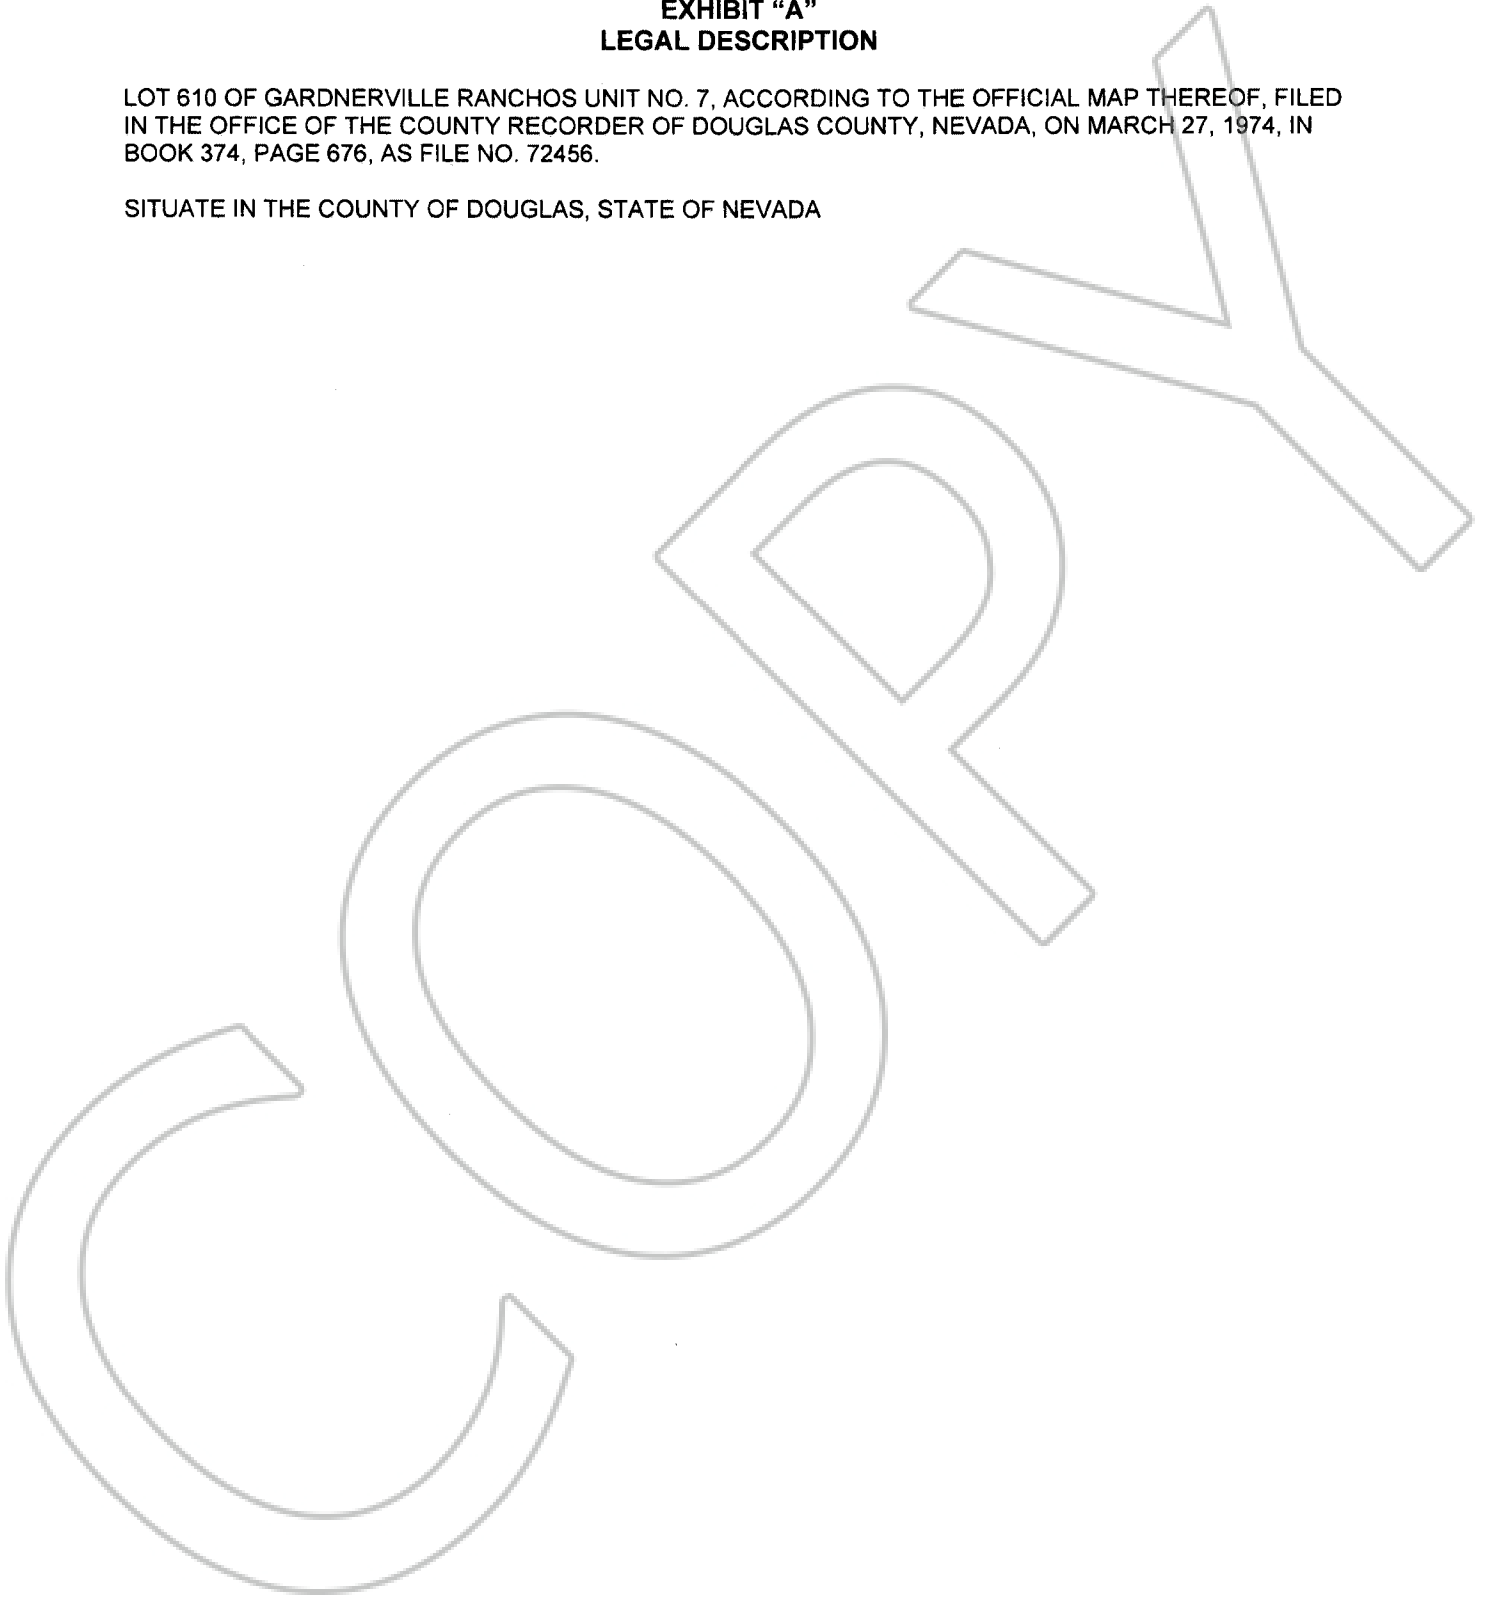 EXHIBIT “A”
LEGAL DESCRIPTION
LOT 610 OF GARDNERVILLE RANCHOS UNIT NO. 7, ACCORDING TO THE OFFICIAL MAP THEREOF, FILED
IN THE OFFICE OF THE COUNTY RECORDER OF DOUGLAS COUNTY, NEVADA, ON MARCH 27, 1974, IN
BOOK 374, PAGE 676, AS FILE NO. 72456.
SITUATE IN THE COUNTY OF DOUGLAS, STATE OF NEVADA
COPY